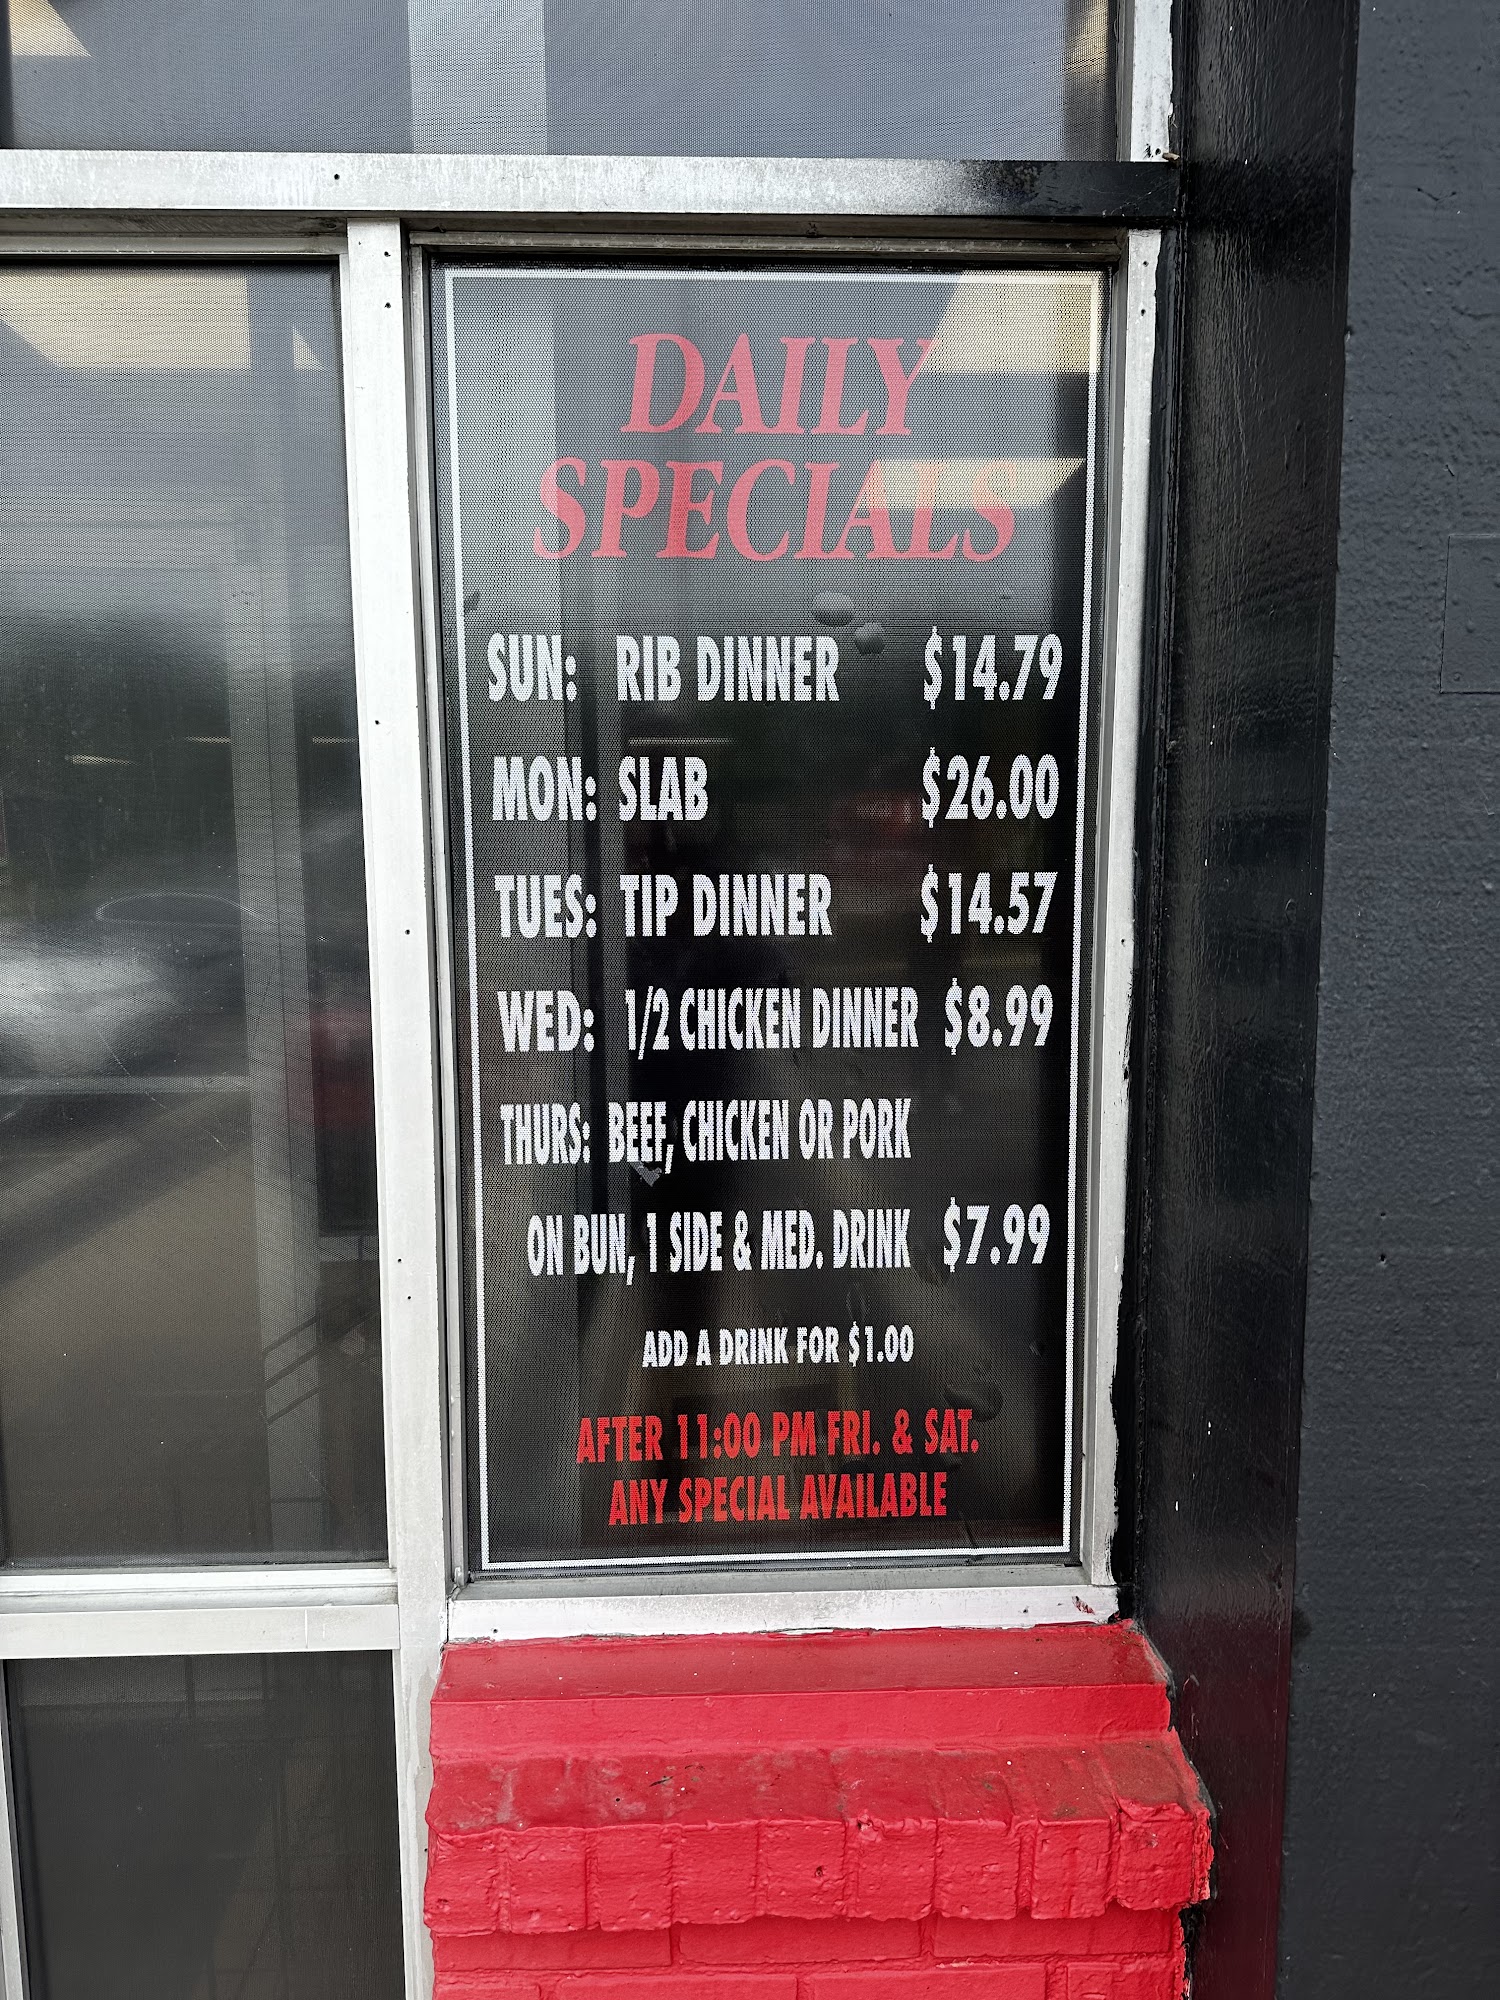 DAILY
SPECIALS
SUN: RIB DINNER $14.79
MON: SLAB $26.00
TUES: TIP DINNER $14.57
WED: 1/2 CHICKEN DINNER $8.99
THURS: BEEF, CHICKEN OR PORK
ON BUN, 1 SIDE & MED. DRINK $7.99
ADD A DRINK FOR $1.00
AFTER 11:00 PM FRI. & SAT.
ANY SPECIAL AVAILABLE